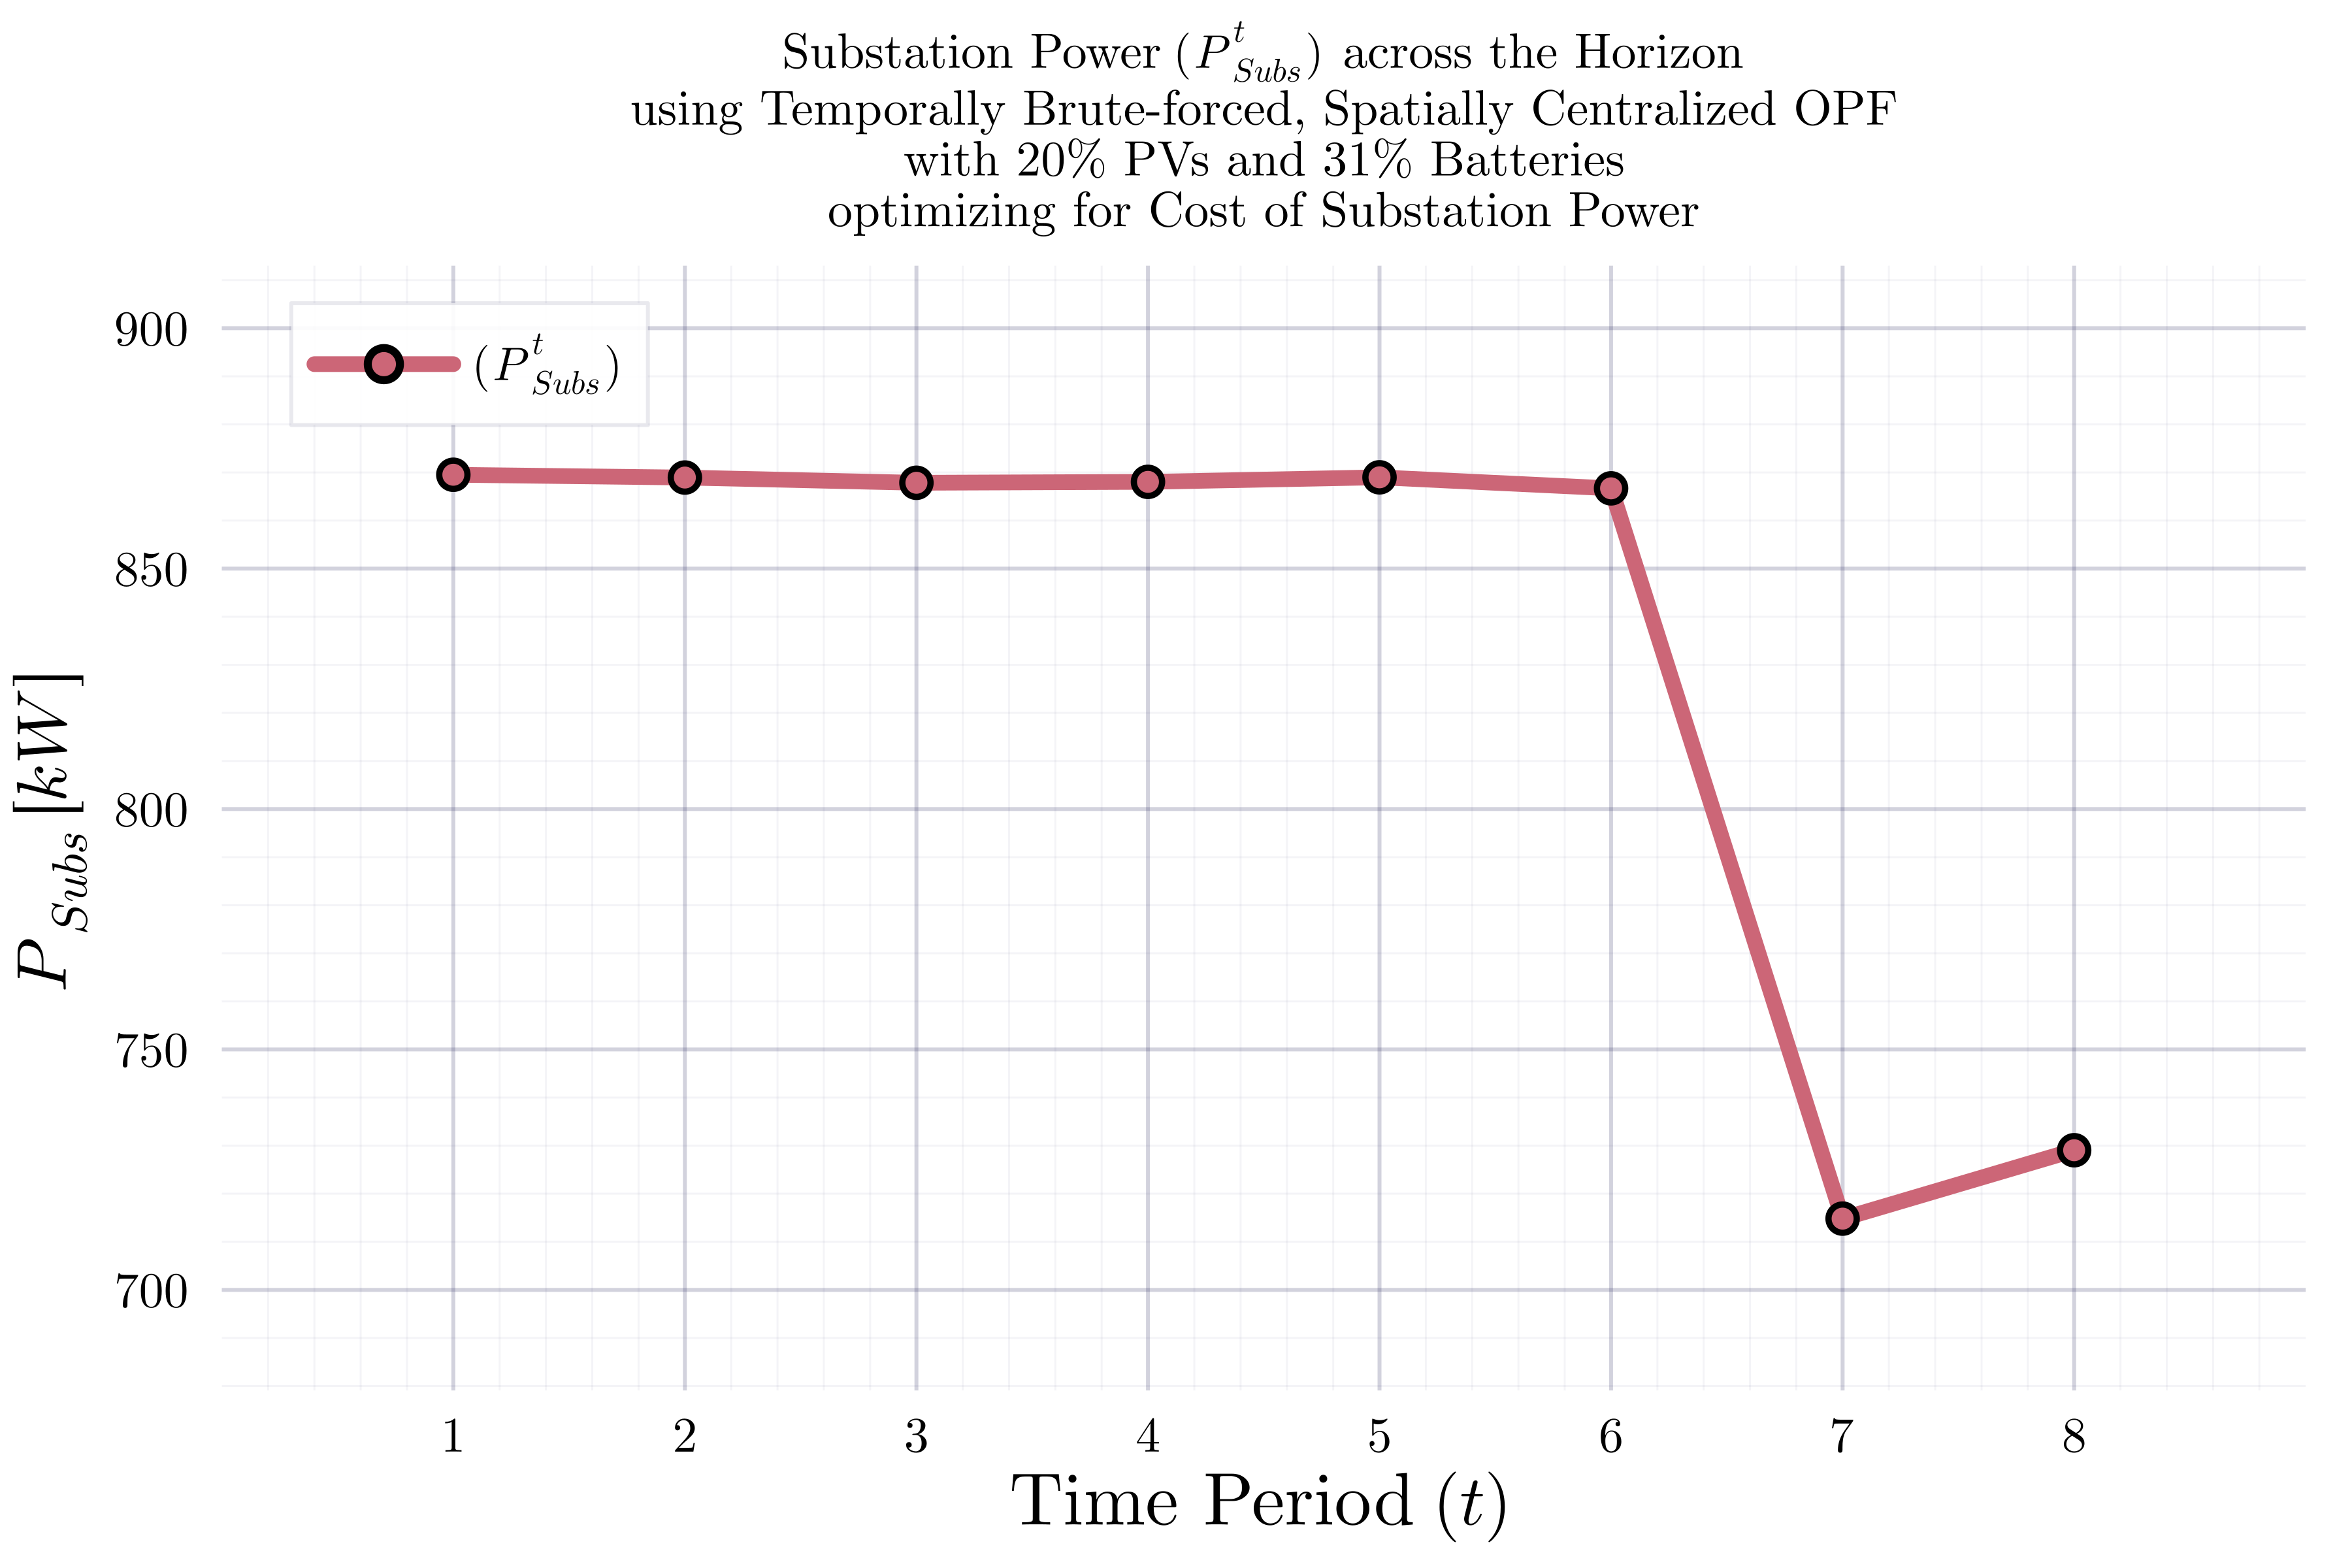 Substation Power (P^t_Subs) across the Horizon
using Temporally Brute-forced, Spatially Centralized OPF
with 20% PVs and 31% Batteries
optimizing for Cost of Substation Power
(P^t_Subs)
900
850
800
750
700
P_Subs [kW]
1 2 3 4 5 6 7 8
Time Period (t)